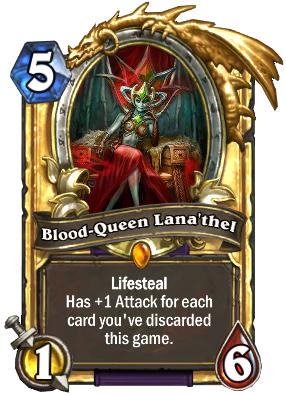 5
Blood-Queen Lana'thel
Lifesteal
Has +1 Attack for each
card you've discarded
this game.
1
6